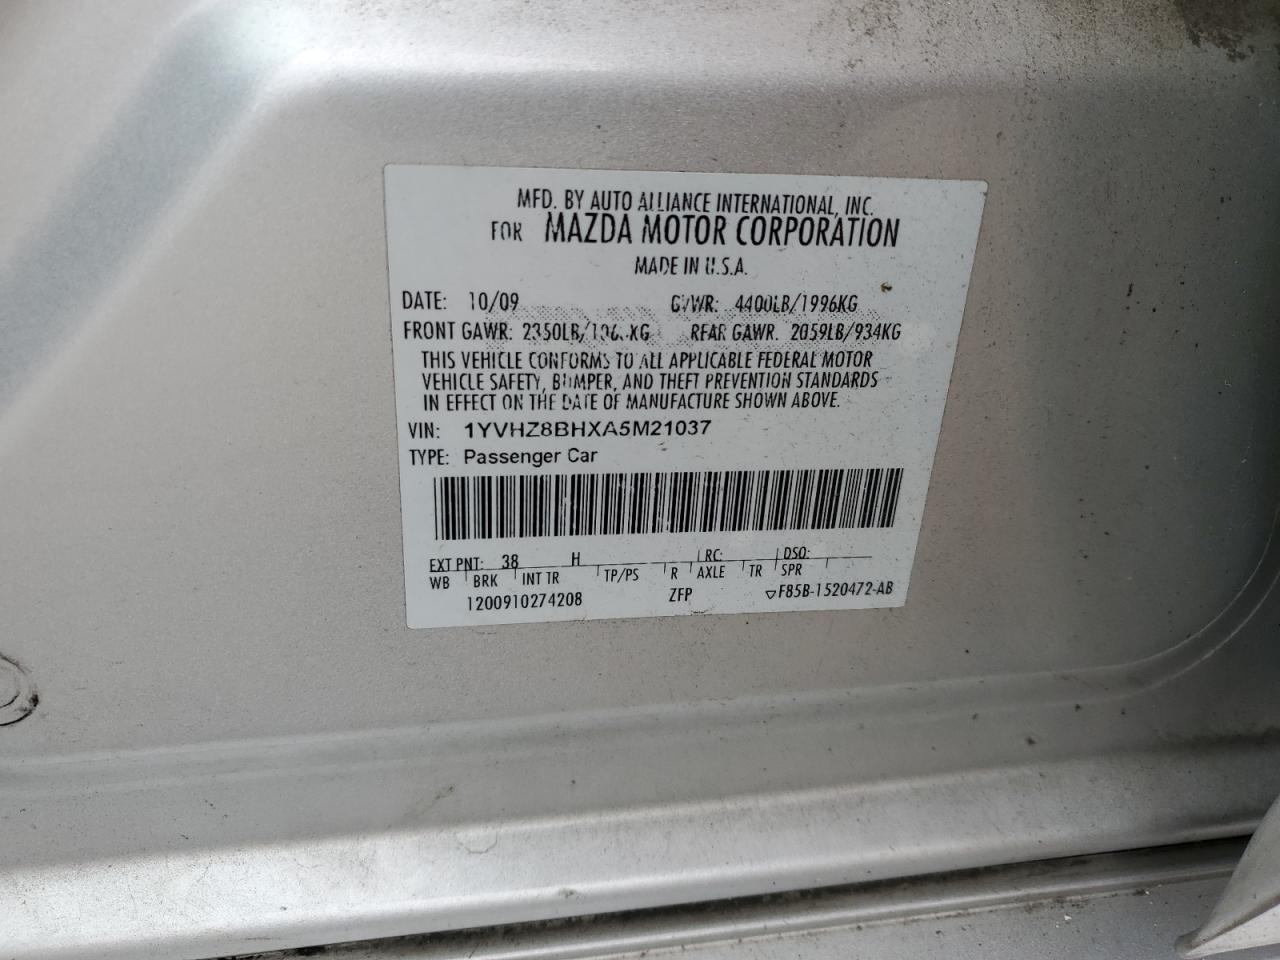 MFD. BY AUTO ALLIANCE INTERNATIONAL, INC.
FOR MAZDA MOTOR CORPORATION
MADE IN U.S.A.
DATE: 10/09 GVWR: 4400LB/1996KG
FRONT GAWR: 2350LB/ KG REAR GAWR: 2059LB/934KG
THIS VEHICLE CONFORMS TO ALL APPLICABLE FEDERAL MOTOR
VEHICLE SAFETY, BUMPER, AND THEFT PREVENTION STANDARDS
IN EFFECT ON THE DATE OF MANUFACTURE SHOWN ABOVE.
VIN: 1YVHZ8BHXA5M21037
TYPE: Passenger Car
EXT PNT: 38 H RC: DSO:
WB BRK INT TR TP/PS R AXLE TR SPR
1200910274208 ZFP ▽F85B-1520472-AB